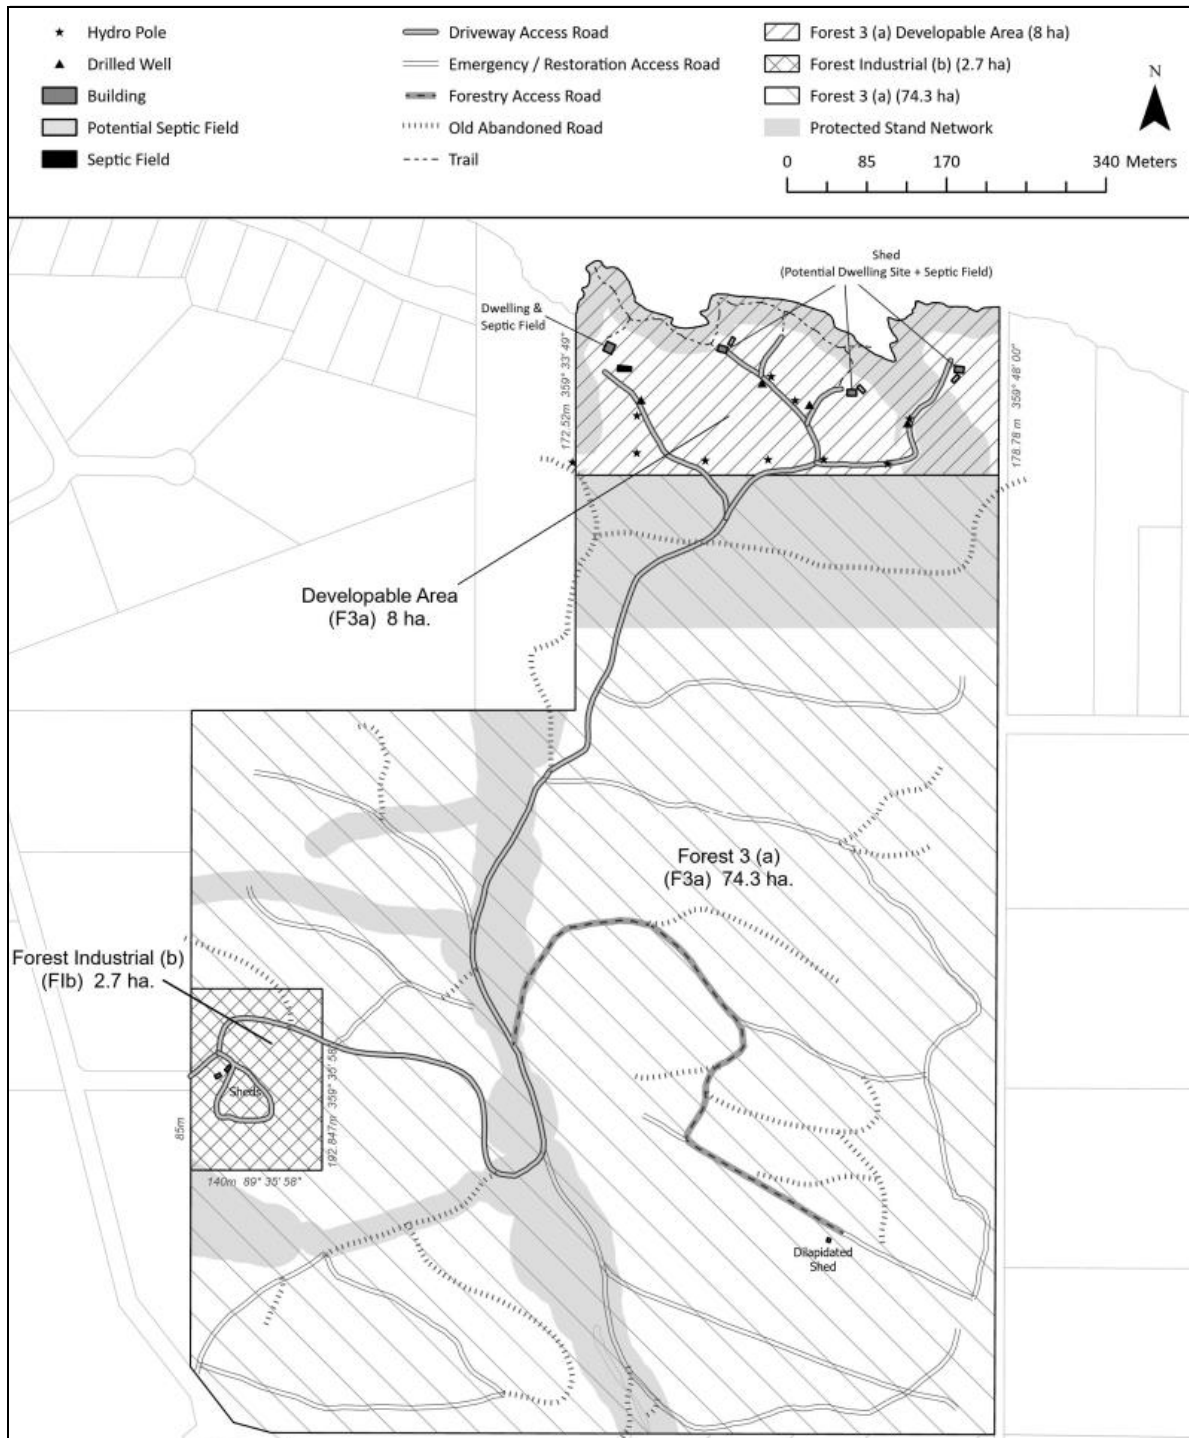 Hydro Pole
Drilled Well
Building
Potential Septic Field
Septic Field
Driveway Access Road
Emergency / Restoration Access Road
Forestry Access Road
Old Abandoned Road
Trail
Forest 3 (a) Developable Area (8 ha)
Forest Industrial (b) (2.7 ha)
Forest 3 (a) (74.3 ha)
Protected Stand Network
N
0 85 170 340 Meters
Shed
(Potential Dwelling Site + Septic Field)
Dwelling &
Septic Field
172.52m 359° 33' 49"
178.78 m 359° 48' 00"
Developable Area
(F3a) 8 ha.
Forest 3 (a)
(F3a) 74.3 ha.
Forest Industrial (b)
(FIb) 2.7 ha.
Sheds
85m
192.847m 359° 35' 58"
140m 89° 35' 58"
Dilapidated
Shed